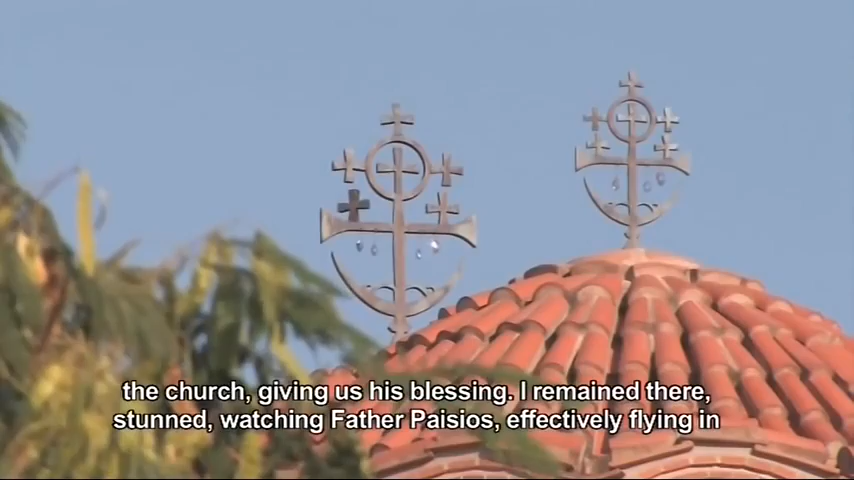 the church, giving us his blessing. I remained there,
stunned, watching Father Paisios, effectively flying in